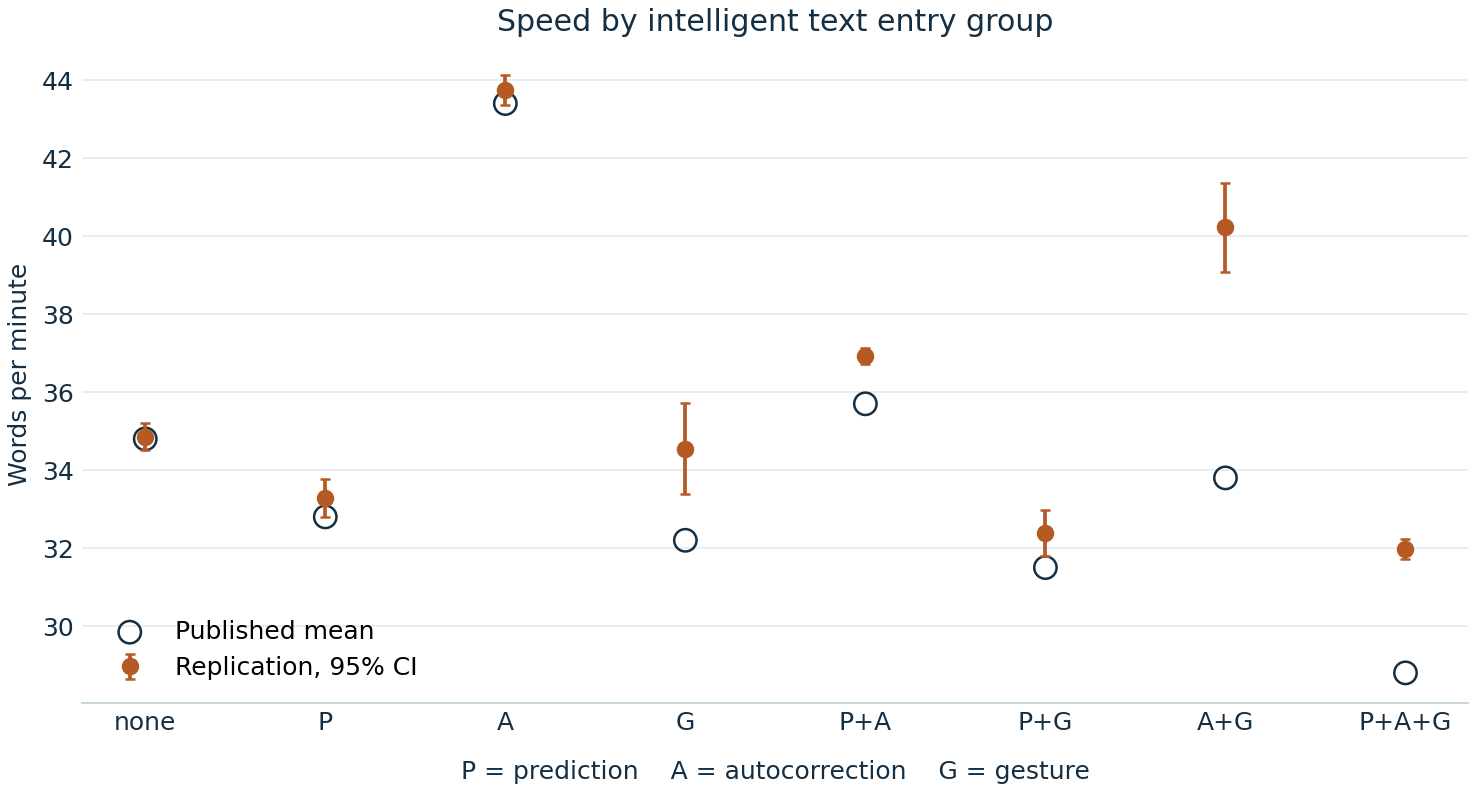 Speed by intelligent text entry group
Words per minute
44
42
40
38
36
34
32
30
Published mean
Replication, 95% CI
none P A G P+A P+G A+G P+A+G
P = prediction A = autocorrection G = gesture